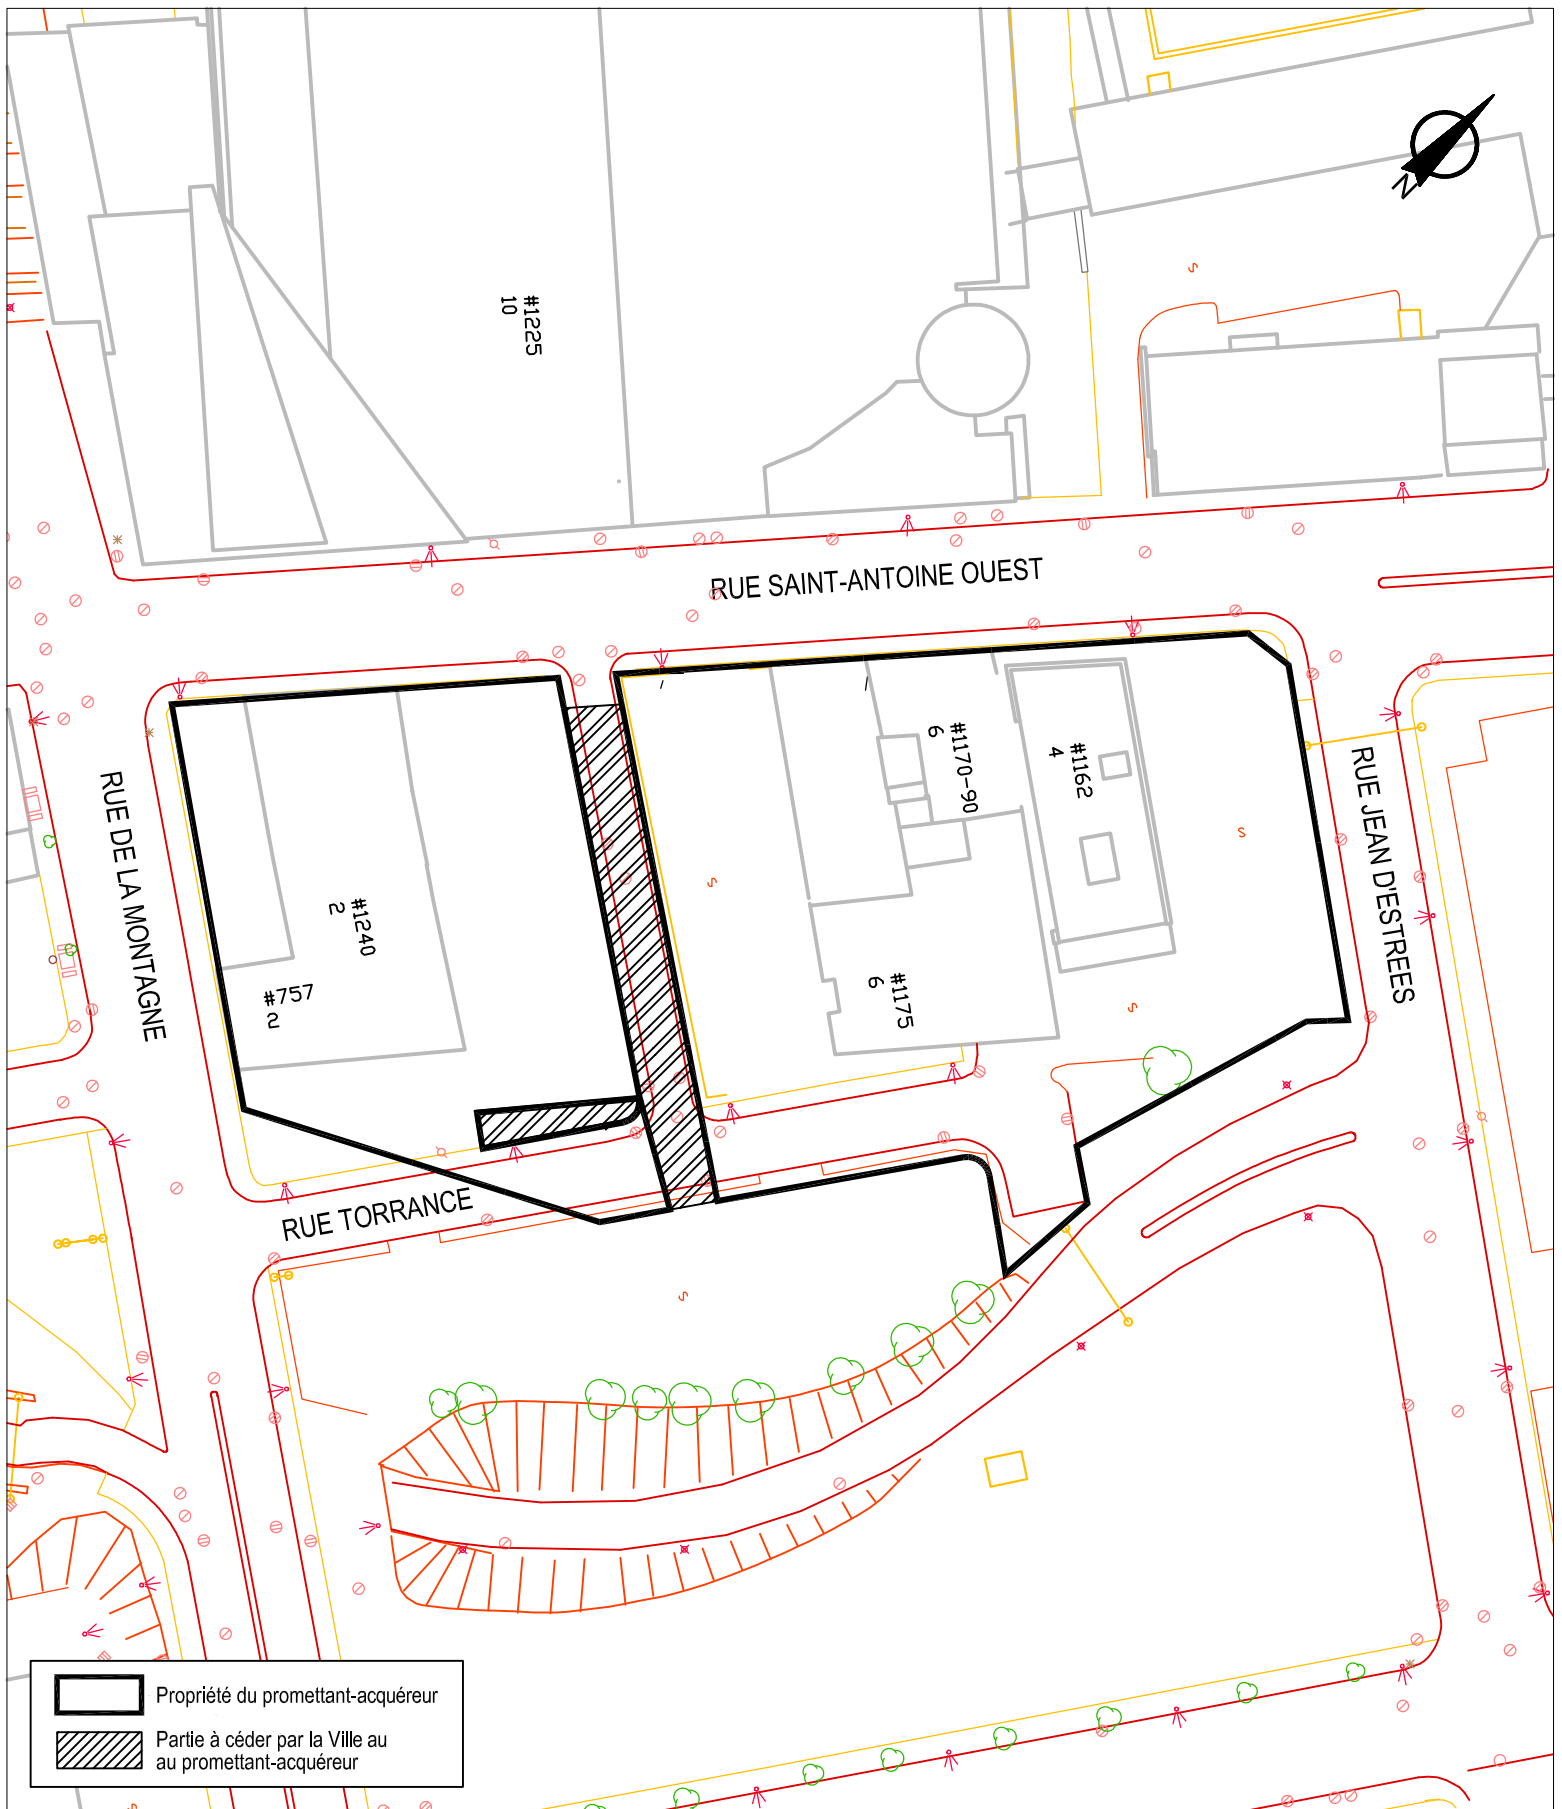 N
#1225
10
RUE SAINT-ANTOINE OUEST
#1170-90
6
#1162
4
RUE JEAN D'ESTREES
RUE DE LA MONTAGNE
#1240
2
#757
2
#1175
6
RUE TORRANCE
Propriété du promettant-acquéreur
Partie à céder par la Ville au
au promettant-acquéreur